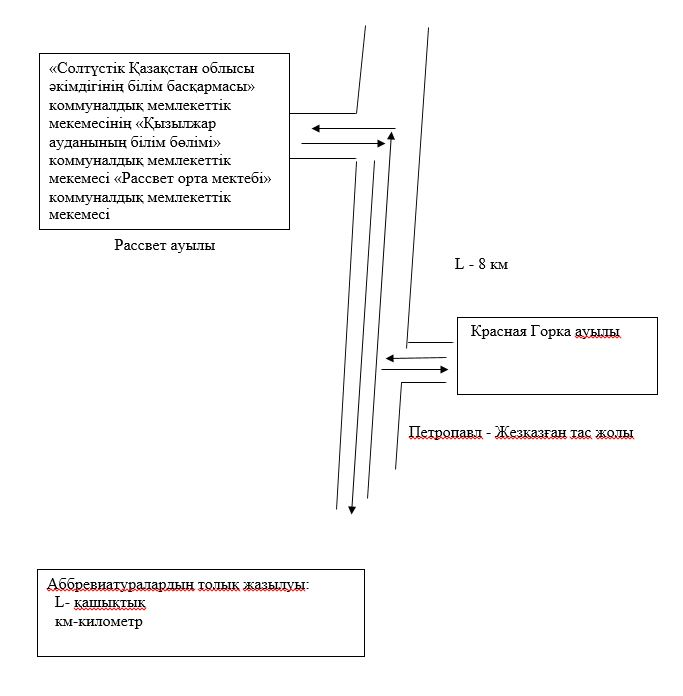 «Солтүстік Қазақстан облысы
әкімдігінің білім басқармасы»
коммуналдық мемлекеттік
мекемесінің «Қызылжар
ауданының білім бөлімі»
коммуналдық мемлекеттік
мекемесі «Рассвет орта мектебі»
коммуналдық мемлекеттік
мекемесі
Рассвет ауылы
L - 8 км
Красная Горка ауылы
Петропавл - Жезказған тас жолы
Аббревиатуралардың толық жазылуы:
L- қашықтық
км-километр